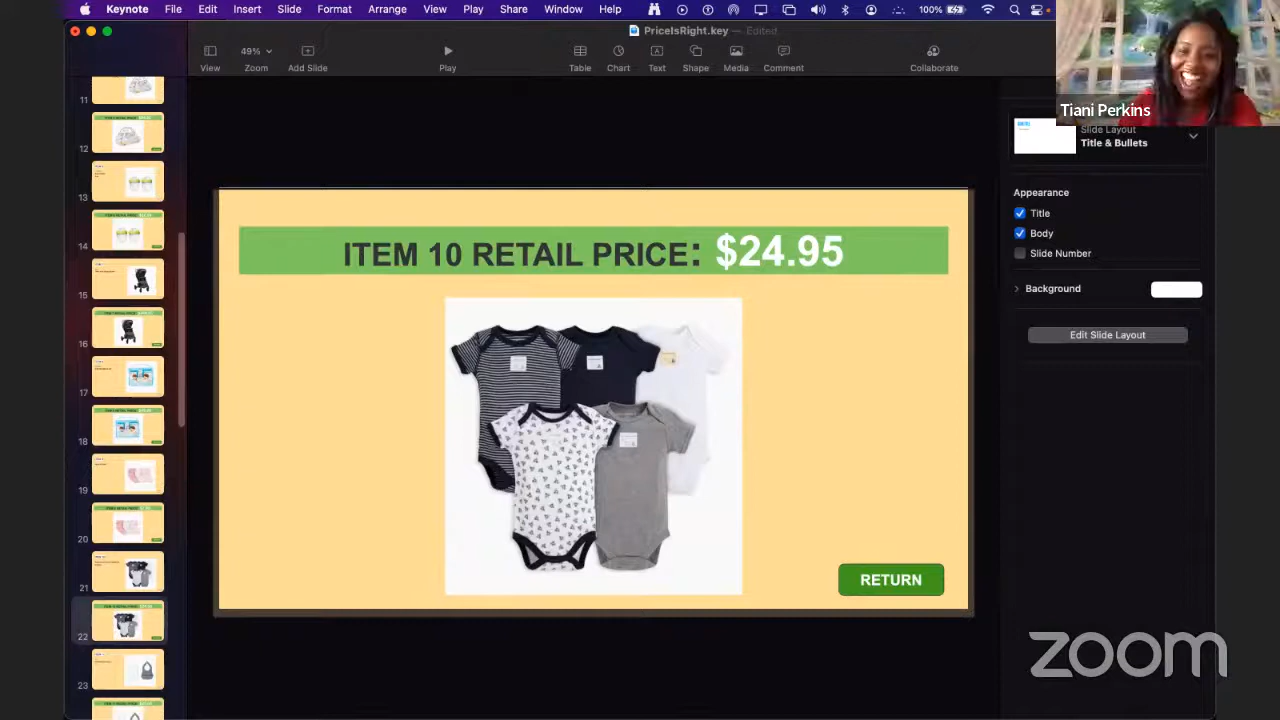 Keynote File Edit Insert Slide Format Arrange View Play Share Window Help 100%
PriceIsRight.key — Edited
49%
View Zoom Add Slide Play Table Chart Text Shape Media Comment Collaborate
Tiani Perkins
Slide Layout
Title & Bullets
Appearance
Title
Body
Slide Number
Background
Edit Slide Layout
11
12
13
14
15
16
17
18
19
20
21
22
23
ITEM 10 RETAIL PRICE: $24.95
RETURN
zoom